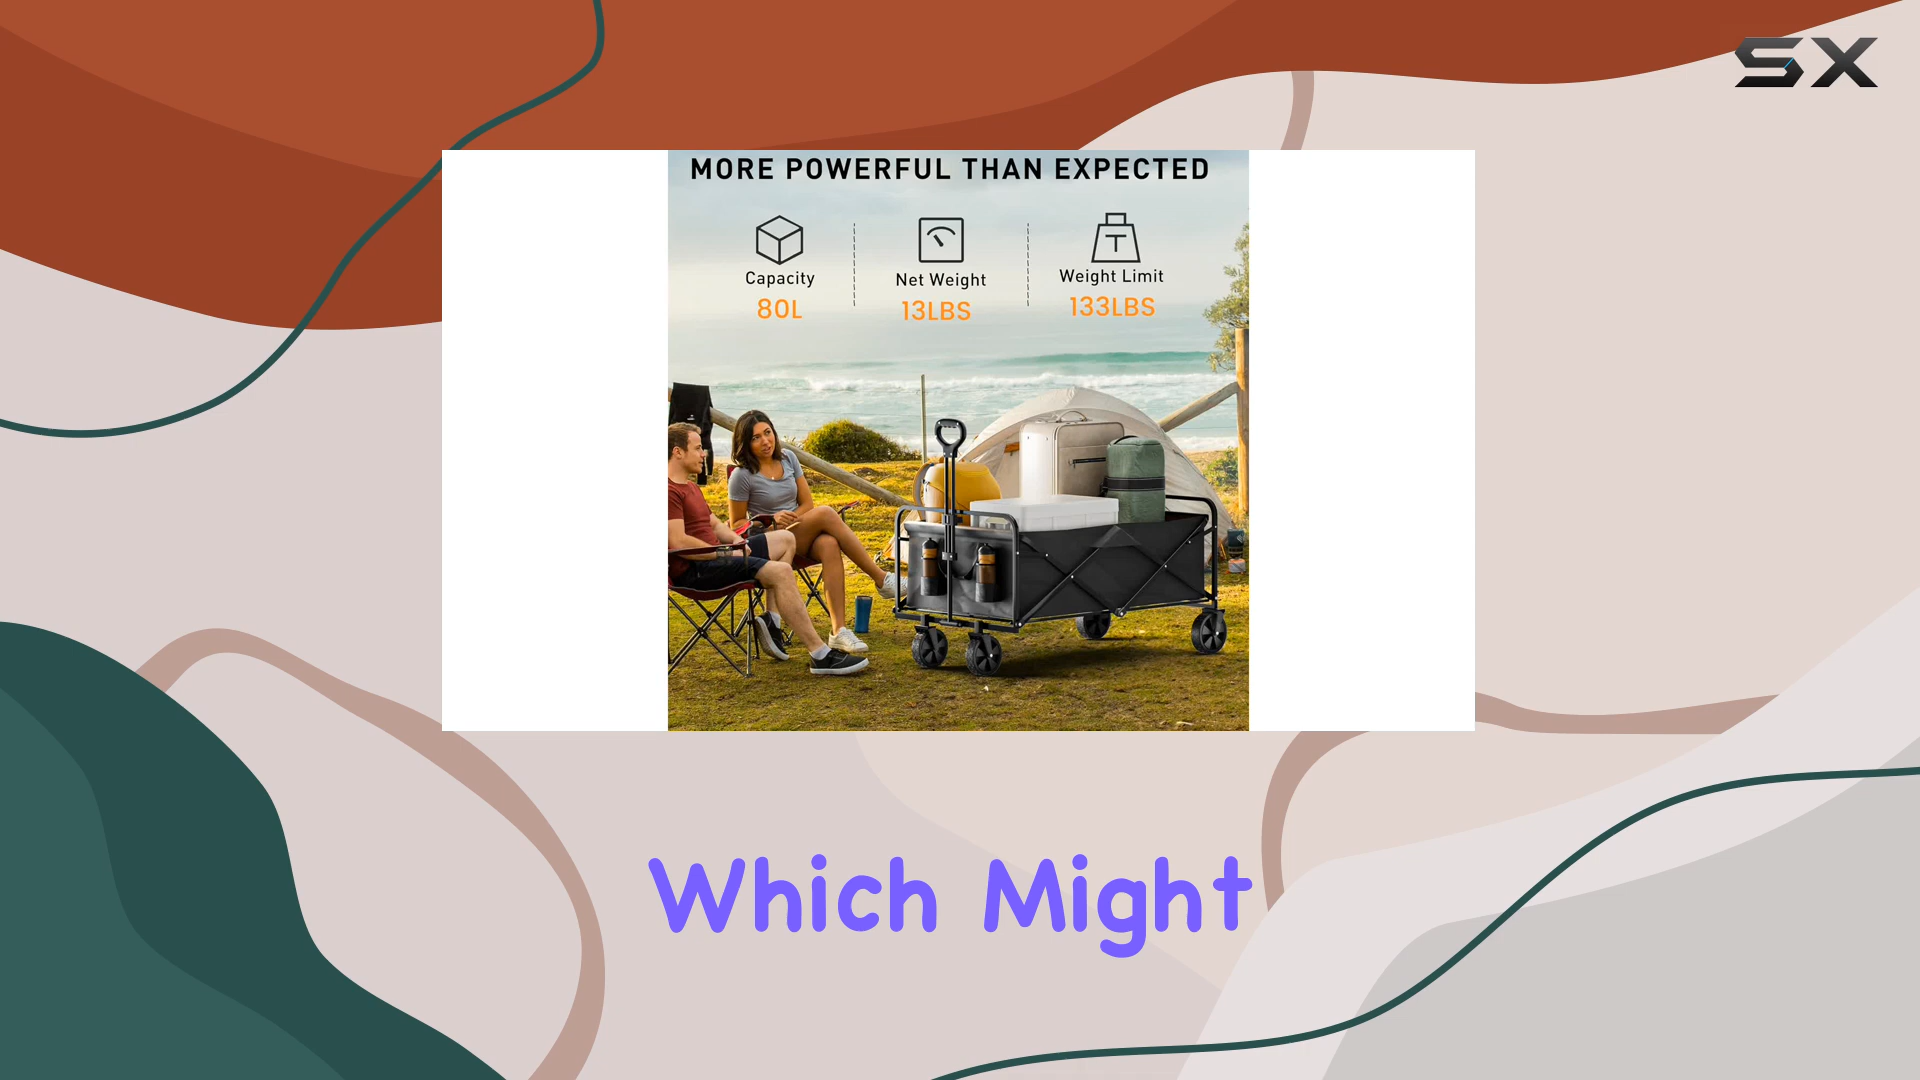 SX
MORE POWERFUL THAN EXPECTED
Capacity
80L
Net Weight
13LBS
Weight Limit
133LBS
Which Might